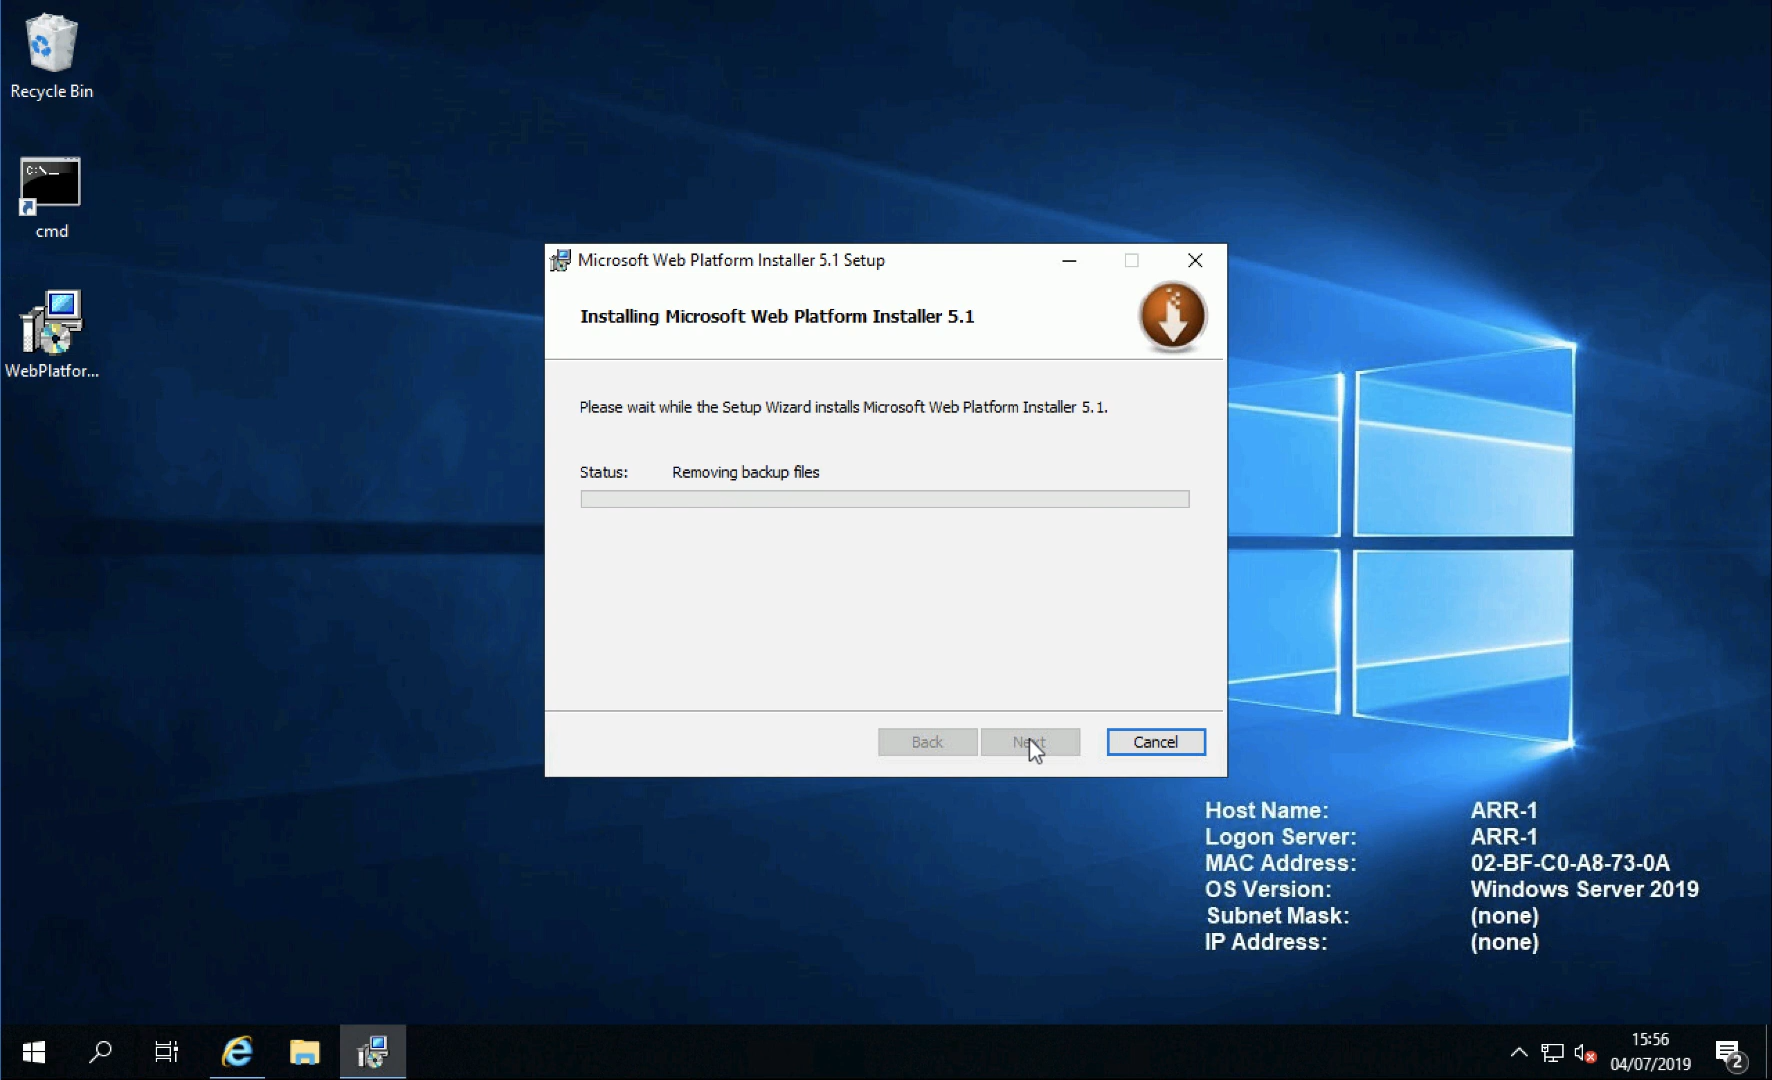 Recycle Bin
C:\_
cmd
WebPlatfor...
Microsoft Web Platform Installer 5.1 Setup
Installing Microsoft Web Platform Installer 5.1
Please wait while the Setup Wizard installs Microsoft Web Platform Installer 5.1.
Status: Removing backup files
Back Next Cancel
Host Name: ARR-1
Logon Server: ARR-1
MAC Address: 02-BF-C0-A8-73-0A
OS Version: Windows Server 2019
Subnet Mask: (none)
IP Address: (none)
15:56
04/07/2019
2